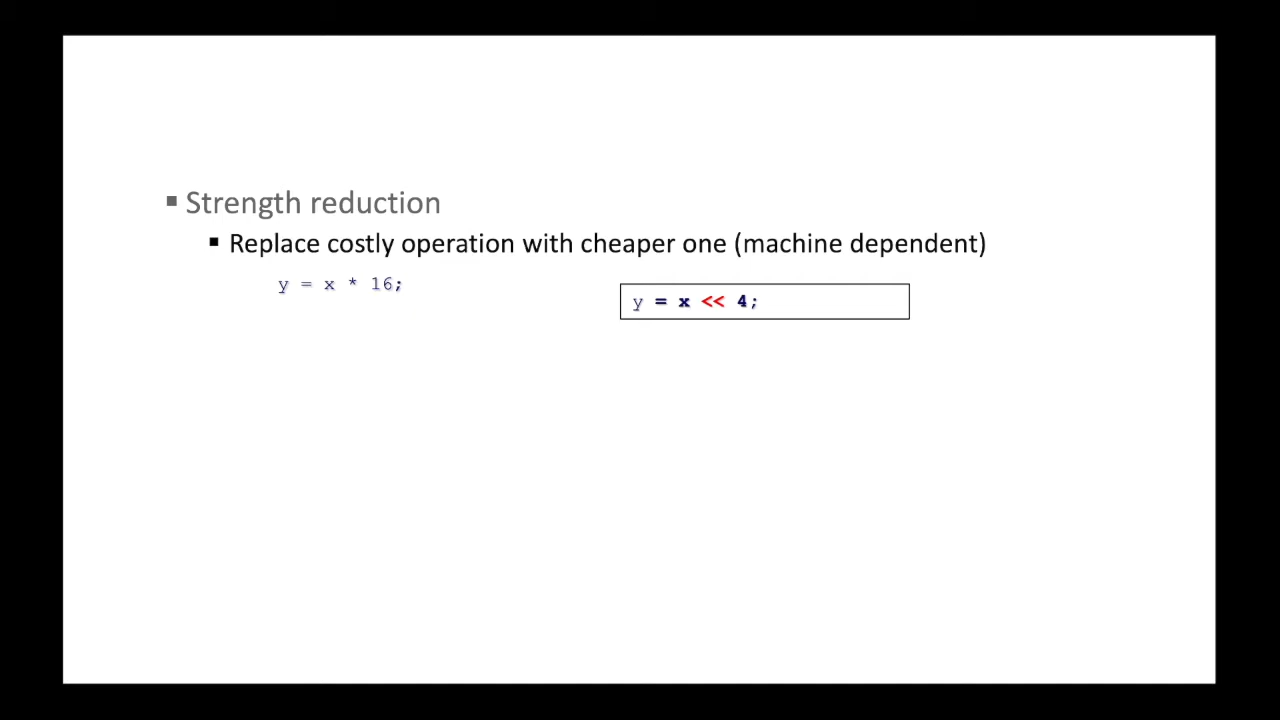 ▪ Strength reduction
▪ Replace costly operation with cheaper one (machine dependent)
y = x * 16;
y = x << 4;